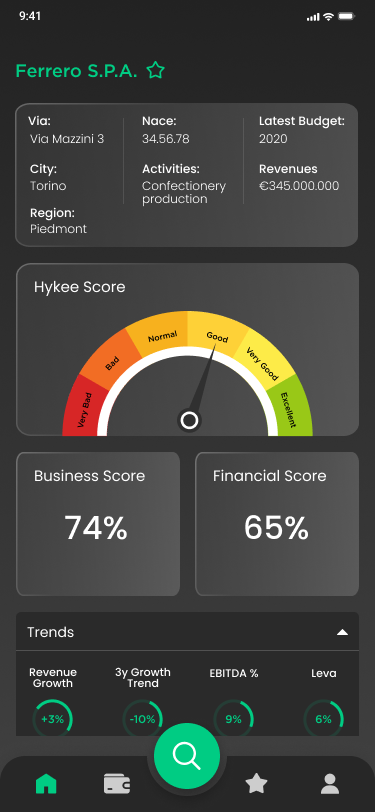 9:41
Ferrero S.P.A.
Via:
Via Mazzini 3
City:
Torino
Region:
Piedmont
Nace:
34.56.78
Activities:
Confectionery
production
Latest Budget:
2020
Revenues
€345.000.000
Hykee Score
Very Bad
Bad
Normal
Good
Very Good
Excellent
Business Score
74%
Financial Score
65%
Trends
Revenue
Growth
+3%
3y Growth
Trend
-10%
EBITDA %
9%
Leva
6%